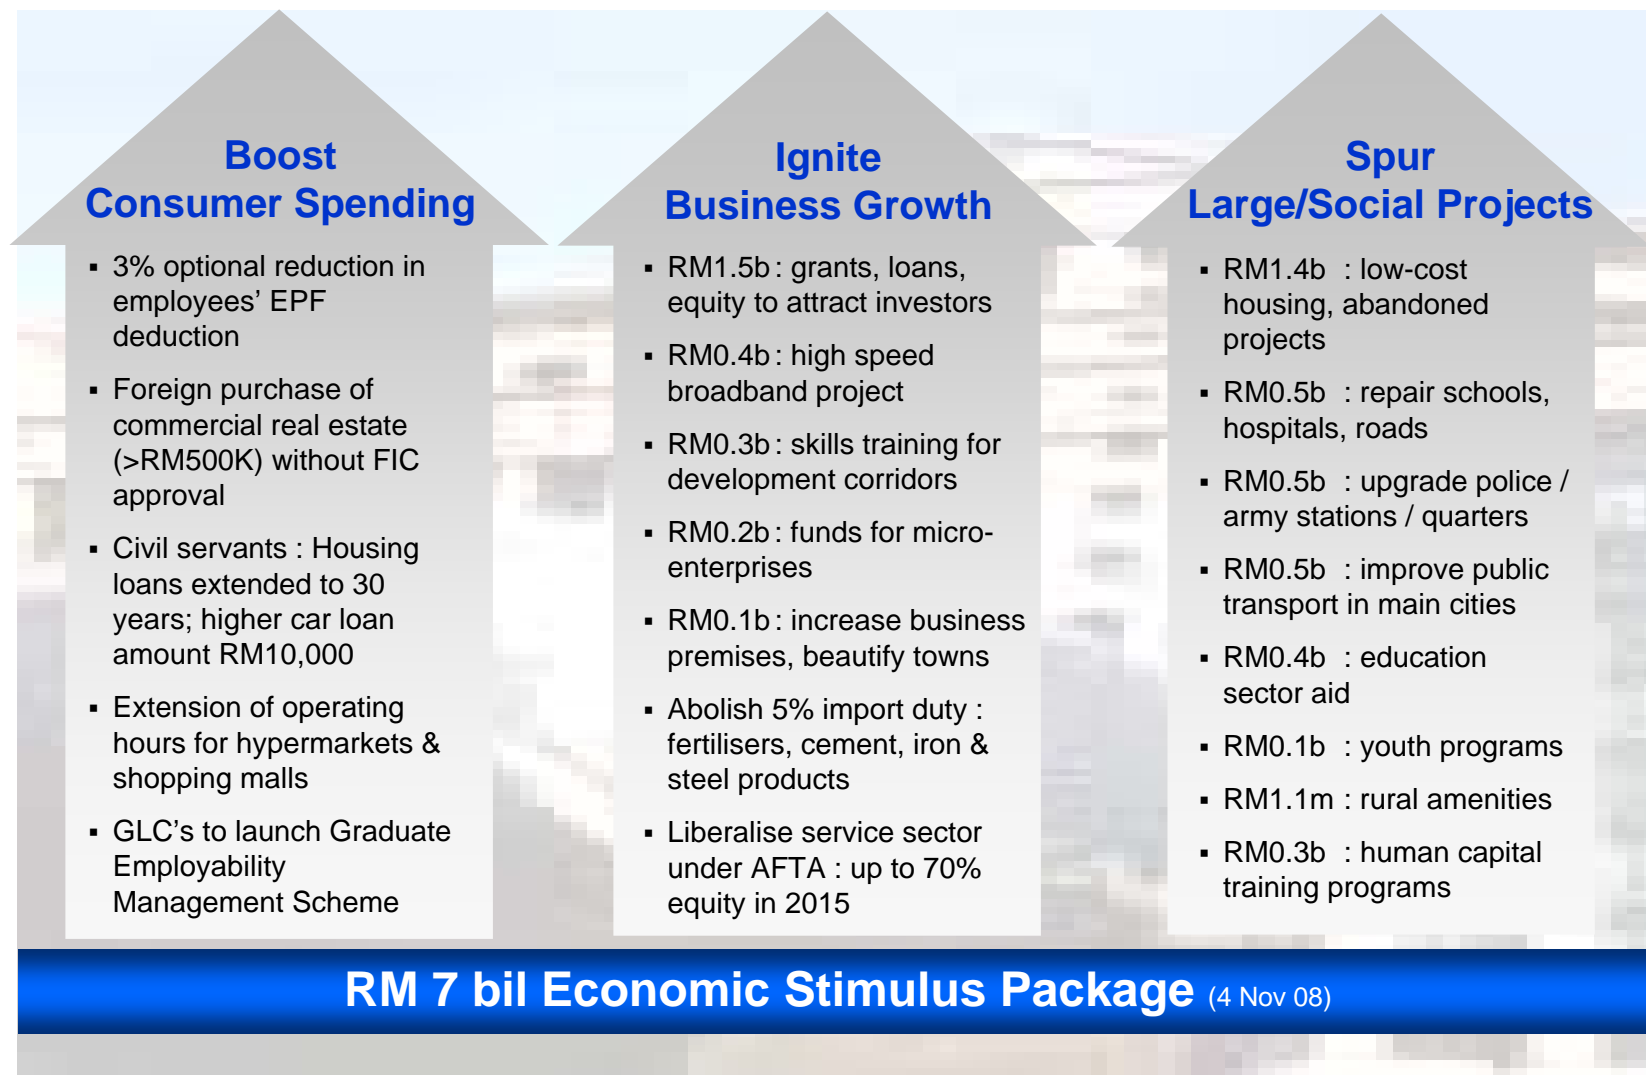 Boost
Consumer Spending
▪ 3% optional reduction in
employees’ EPF
deduction
▪ Foreign purchase of
commercial real estate
(>RM500K) without FIC
approval
▪ Civil servants : Housing
loans extended to 30
years; higher car loan
amount RM10,000
▪ Extension of operating
hours for hypermarkets &
shopping malls
▪ GLC’s to launch Graduate
Employability
Management Scheme
Ignite
Business Growth
▪ RM1.5b : grants, loans,
equity to attract investors
▪ RM0.4b : high speed
broadband project
▪ RM0.3b : skills training for
development corridors
▪ RM0.2b : funds for micro-
enterprises
▪ RM0.1b : increase business
premises, beautify towns
▪ Abolish 5% import duty :
fertilisers, cement, iron &
steel products
▪ Liberalise service sector
under AFTA : up to 70%
equity in 2015
Spur
Large/Social Projects
▪ RM1.4b : low-cost
housing, abandoned
projects
▪ RM0.5b : repair schools,
hospitals, roads
▪ RM0.5b : upgrade police /
army stations / quarters
▪ RM0.5b : improve public
transport in main cities
▪ RM0.4b : education
sector aid
▪ RM0.1b : youth programs
▪ RM1.1m : rural amenities
▪ RM0.3b : human capital
training programs
RM 7 bil Economic Stimulus Package (4 Nov 08)